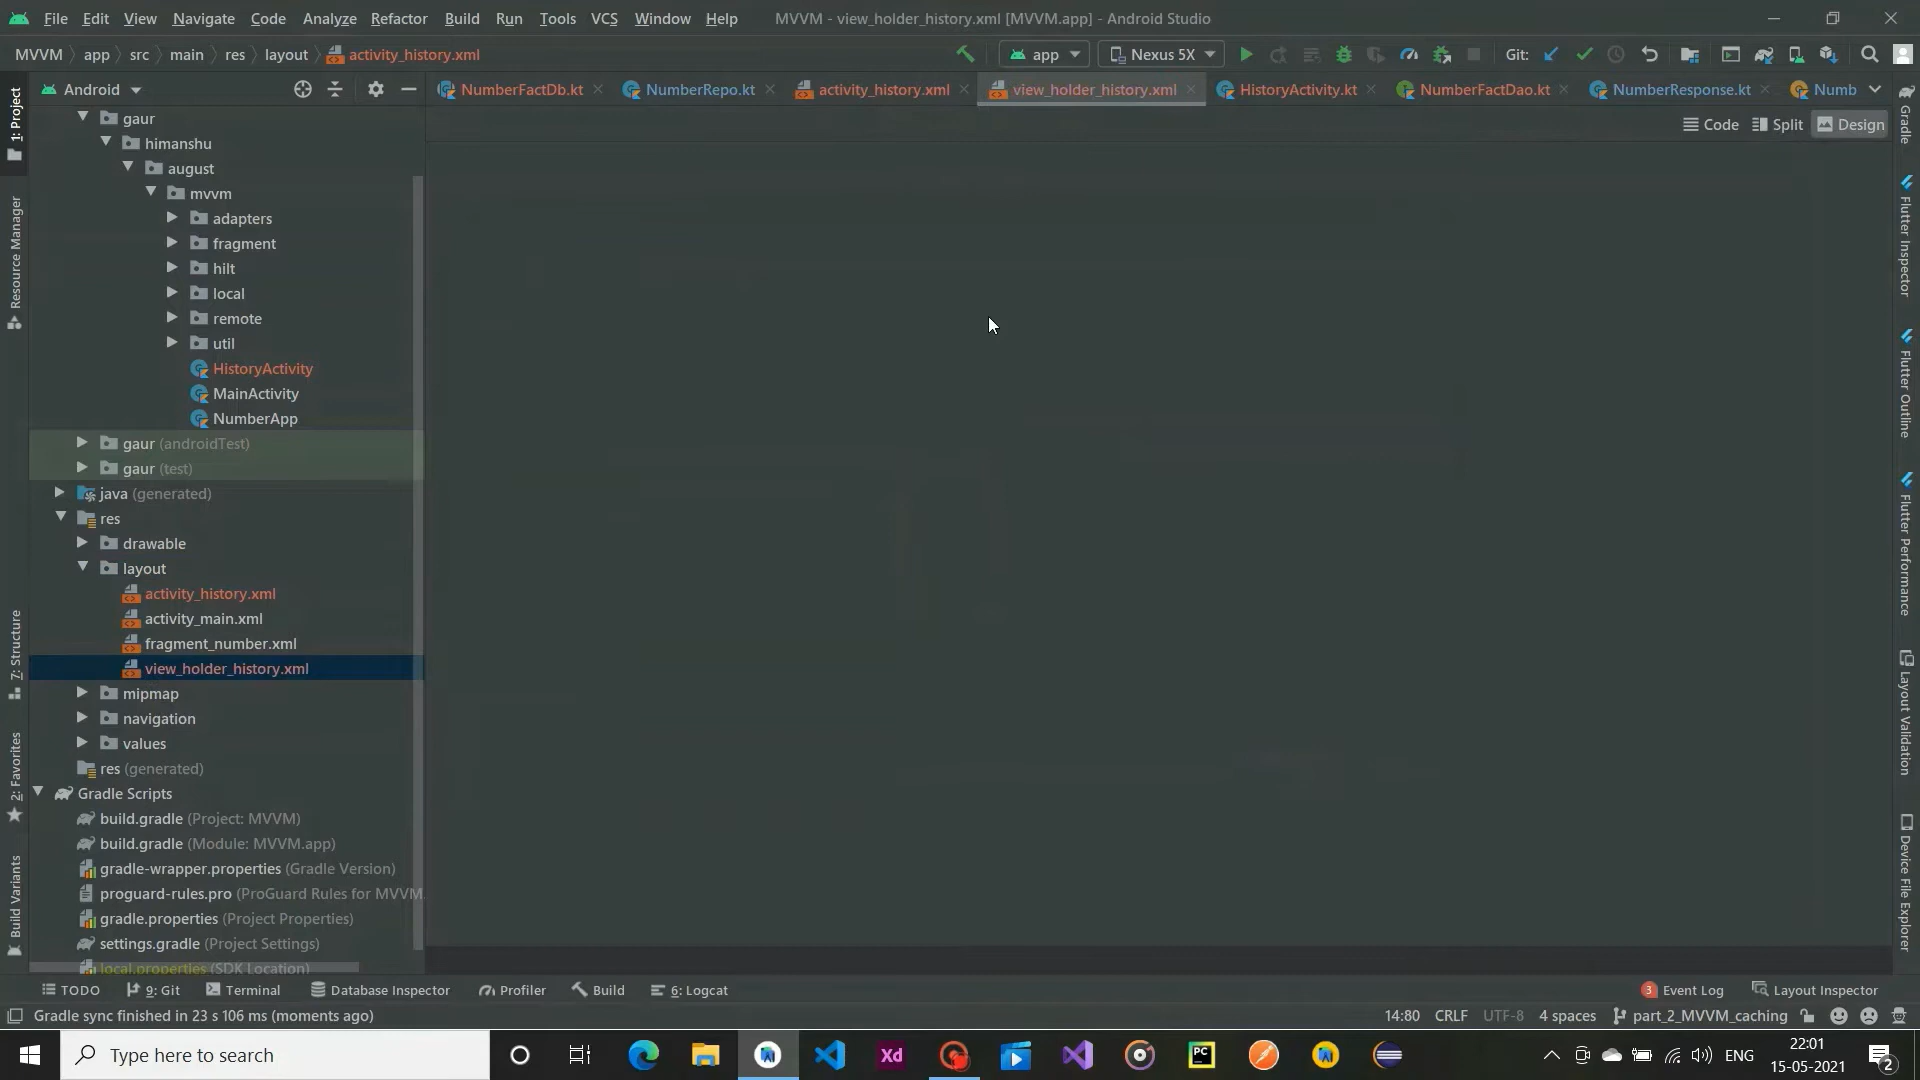 File Edit View Navigate Code Analyze Refactor Build Run Tools VCS Window Help MVVM - view_holder_history.xml [MVVM.app] - Android Studio
MVVM app src main res layout activity_history.xml app Nexus 5X Git:
Android NumberFactDb.kt NumberRepo.kt activity_history.xml view_holder_history.xml HistoryActivity.kt NumberFactDao.kt NumberResponse.kt Numb
Code Split Design
gaur
himanshu
august
mvvm
adapters
fragment
hilt
local
remote
util
HistoryActivity
MainActivity
NumberApp
gaur (androidTest)
gaur (test)
java (generated)
res
drawable
layout
activity_history.xml
activity_main.xml
fragment_number.xml
view_holder_history.xml
mipmap
navigation
values
res (generated)
Gradle Scripts
build.gradle (Project: MVVM)
build.gradle (Module: MVVM.app)
gradle-wrapper.properties (Gradle Version)
proguard-rules.pro (ProGuard Rules for MVVM.
gradle.properties (Project Properties)
settings.gradle (Project Settings)
local.properties (SDK Location)
1: Project
Resource Manager
7: Structure
2: Favorites
Build Variants
Gradle
Flutter Inspector
Flutter Outline
Flutter Performance
Layout Validation
Device File Explorer
TODO 9: Git Terminal Database Inspector Profiler Build 6: Logcat 3 Event Log Layout Inspector
Gradle sync finished in 23 s 106 ms (moments ago) 14:80 CRLF UTF-8 4 spaces part_2_MVVM_caching
Type here to search Xd PC ENG 22:01
15-05-2021 2